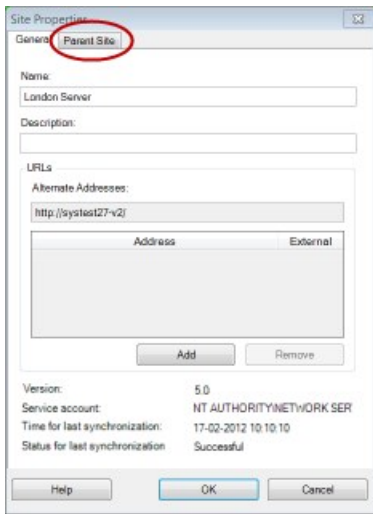 Site Properties
General Parent Site
Name:
London Server
Description:
URLs
Alternate Addresses:
http://systest27-v2/
Address External
Add Remove
Version: 5.0
Service account: NT AUTHORITY\NETWORK SER
Time for last synchronization: 17-02-2012 10:10:10
Status for last synchronization Successful
Help OK Cancel